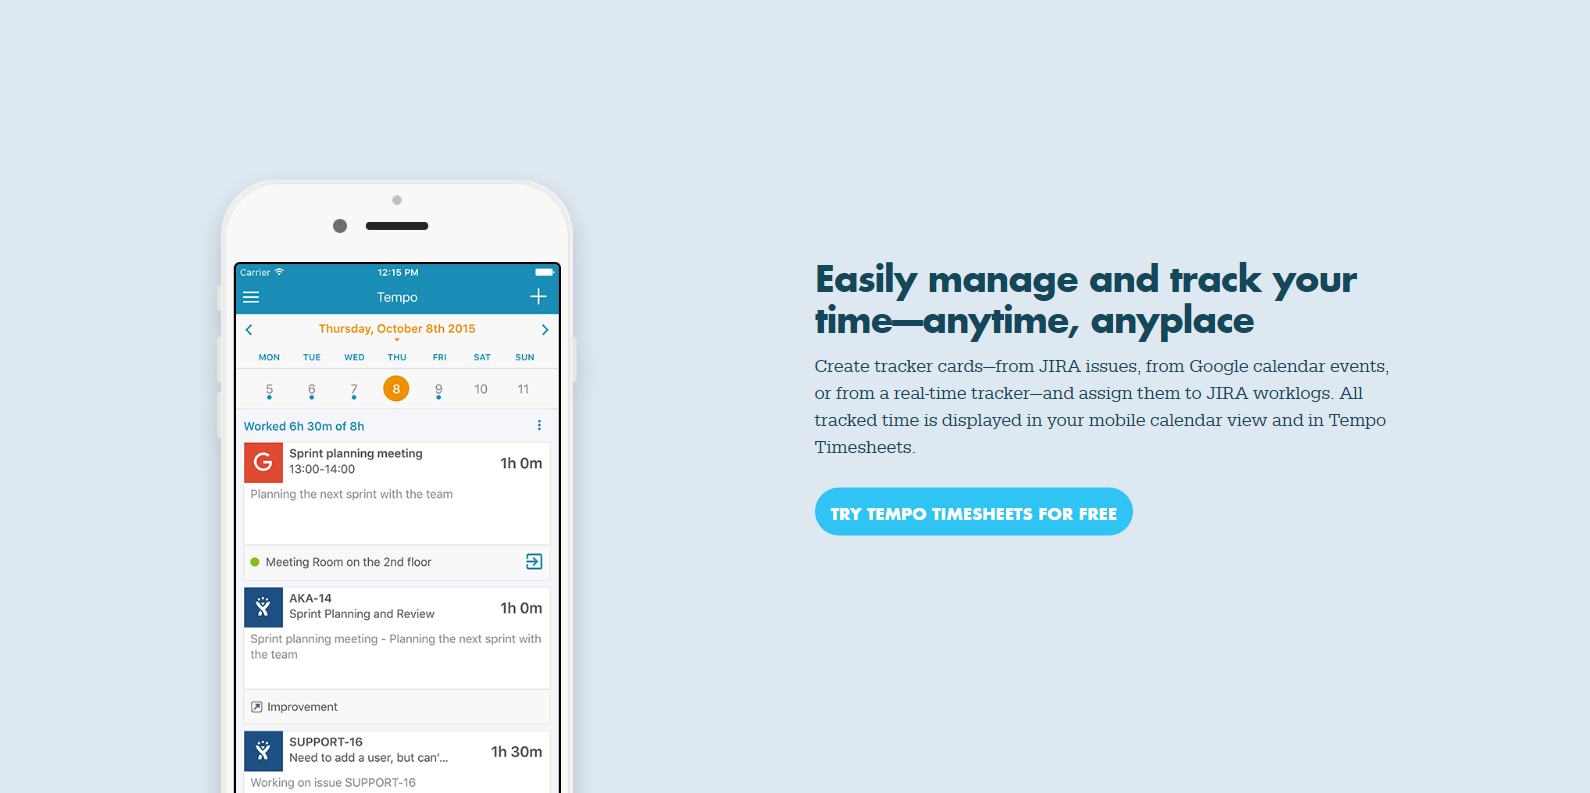 Carrier 12:15 PM
Tempo
Thursday, October 8th 2015
MON TUE WED THU FRI SAT SUN
5 6 7 8 9 10 11
Worked 6h 30m of 8h
G
Sprint planning meeting
13:00-14:00
1h 0m
Planning the next sprint with the team
Meeting Room on the 2nd floor
AKA-14
Sprint Planning and Review
1h 0m
Sprint planning meeting - Planning the next sprint with
the team
Improvement
SUPPORT-16
Need to add a user, but can'...
1h 30m
Working on issue SUPPORT-16
Easily manage and track your
time—anytime, anyplace
Create tracker cards—from JIRA issues, from Google calendar events,
or from a real-time tracker—and assign them to JIRA worklogs. All
tracked time is displayed in your mobile calendar view and in Tempo
Timesheets.
TRY TEMPO TIMESHEETS FOR FREE